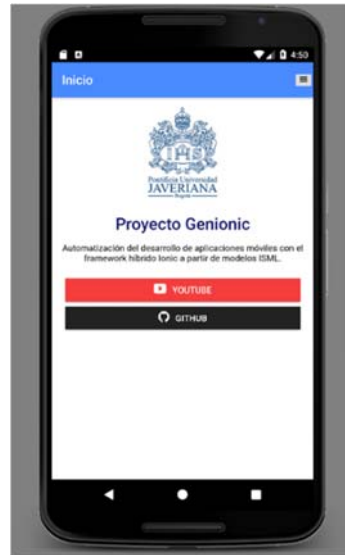 4:50
Inicio
IHS
Pontificia Universidad
JAVERIANA
Bogotá
Proyecto Genionic
Automatización del desarrollo de aplicaciones móviles con el
framework híbrido Ionic a partir de modelos ISML.
YOUTUBE
GITHUB